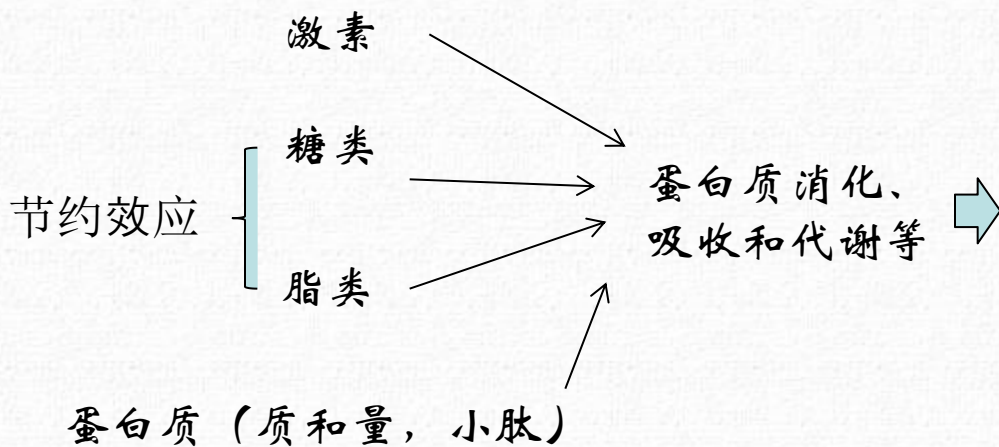 激素
糖类
节约效应
脂类
蛋白质消化、
吸收和代谢等
蛋白质（质和量，小肽）